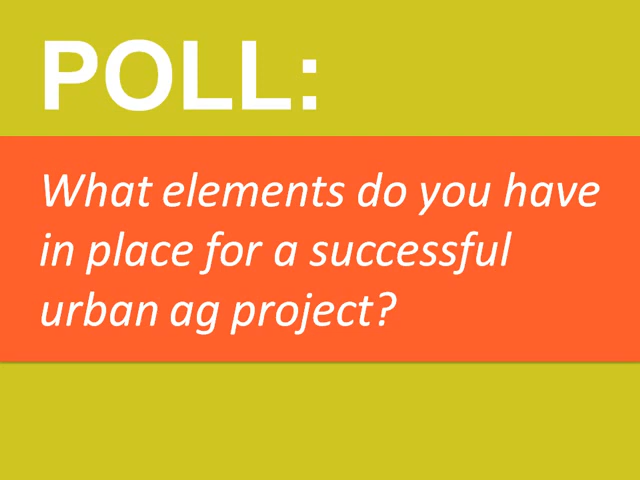 POLL:
What elements do you have
in place for a successful
urban ag project?